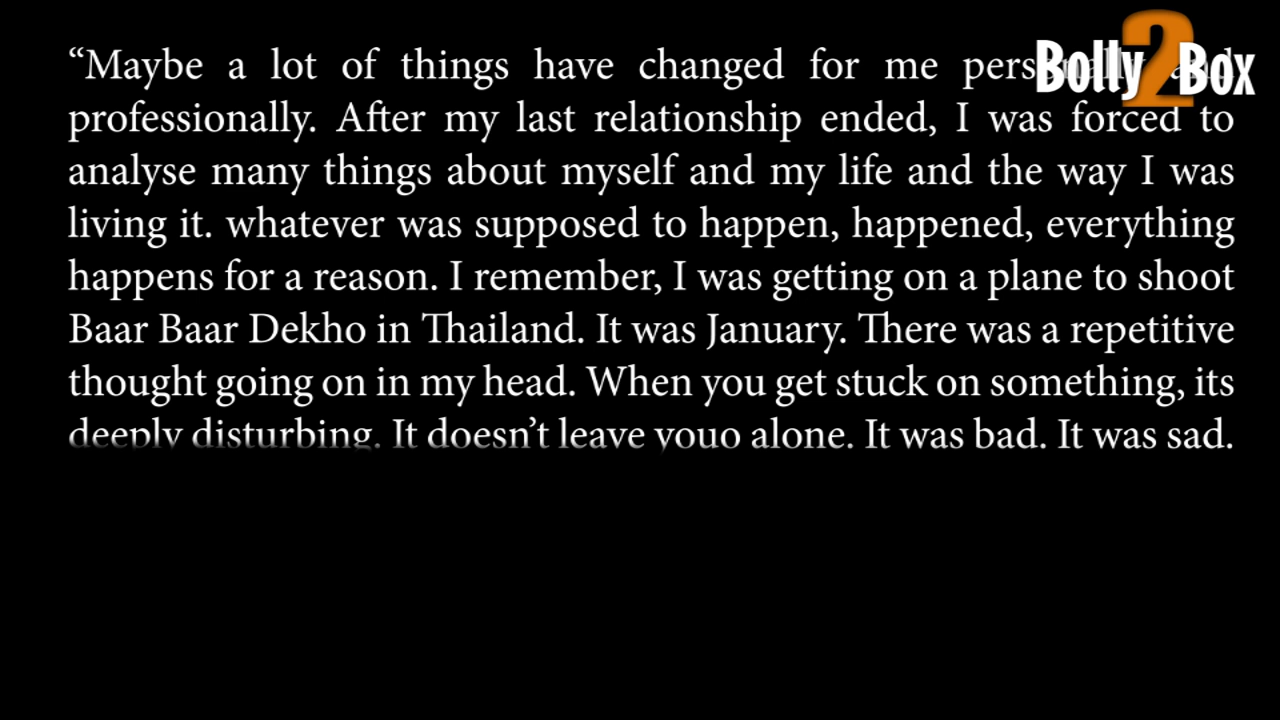 “Maybe a lot of things have changed for me personally and
Bolly2Box
professionally. After my last relationship ended, I was forced to
analyse many things about myself and my life and the way I was
living it. whatever was supposed to happen, happened, everything
happens for a reason. I remember, I was getting on a plane to shoot
Baar Baar Dekho in Thailand. It was January. There was a repetitive
thought going on in my head. When you get stuck on something, its
deeply disturbing. It doesn’t leave youo alone. It was bad. It was sad.